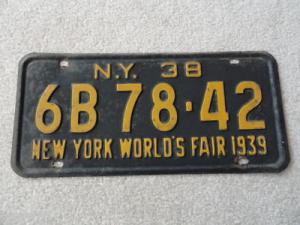 N.Y. 38
6B 78·42
NEW YORK WORLD'S FAIR 1939